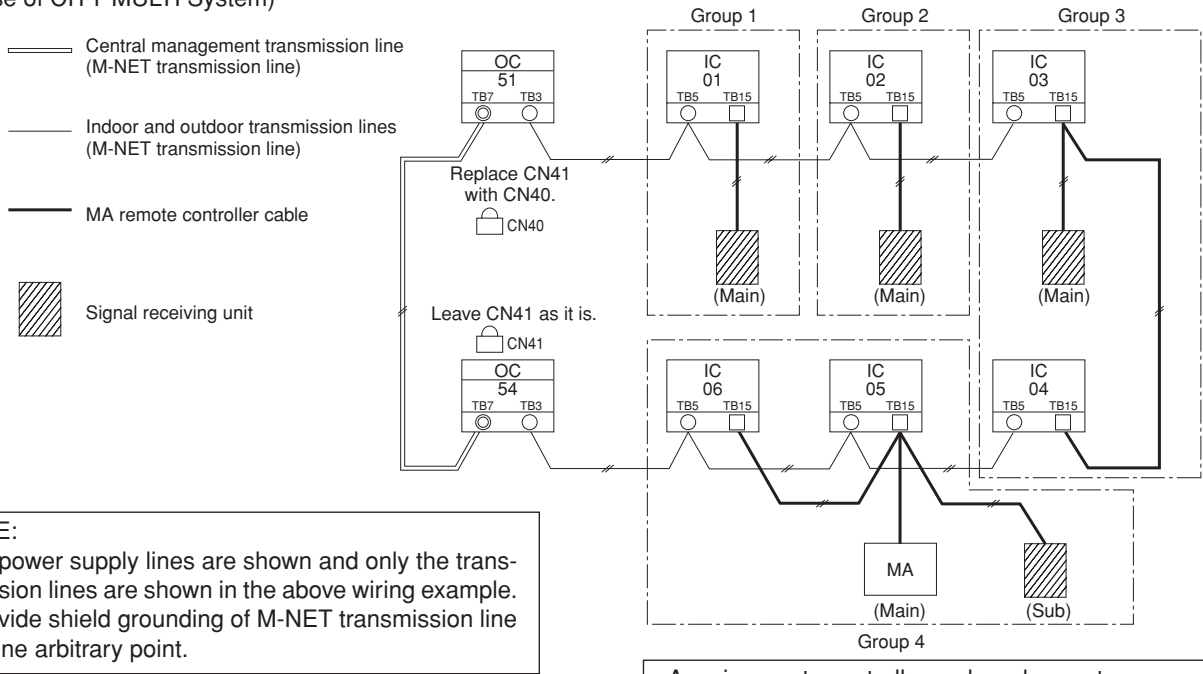 MULTI System)
Central management transmission line
(M-NET transmission line)
Indoor and outdoor transmission lines
(M-NET transmission line)
MA remote controller cable
Signal receiving unit
Group 1
Group 2
Group 3
OC
51
TB7 TB3
IC
01
TB5 TB15
IC
02
TB5 TB15
IC
03
TB5 TB15
Replace CN41
with CN40.
CN40
(Main)
(Main)
(Main)
Leave CN41 as it is.
CN41
OC
54
TB7 TB3
IC
06
TB5 TB15
IC
05
TB5 TB15
IC
04
TB5 TB15
MA
(Main)
(Sub)
Group 4
E:
power supply lines are shown and only the trans-
sion lines are shown in the above wiring example.
vide shield grounding of M-NET transmission line
ne arbitrary point.